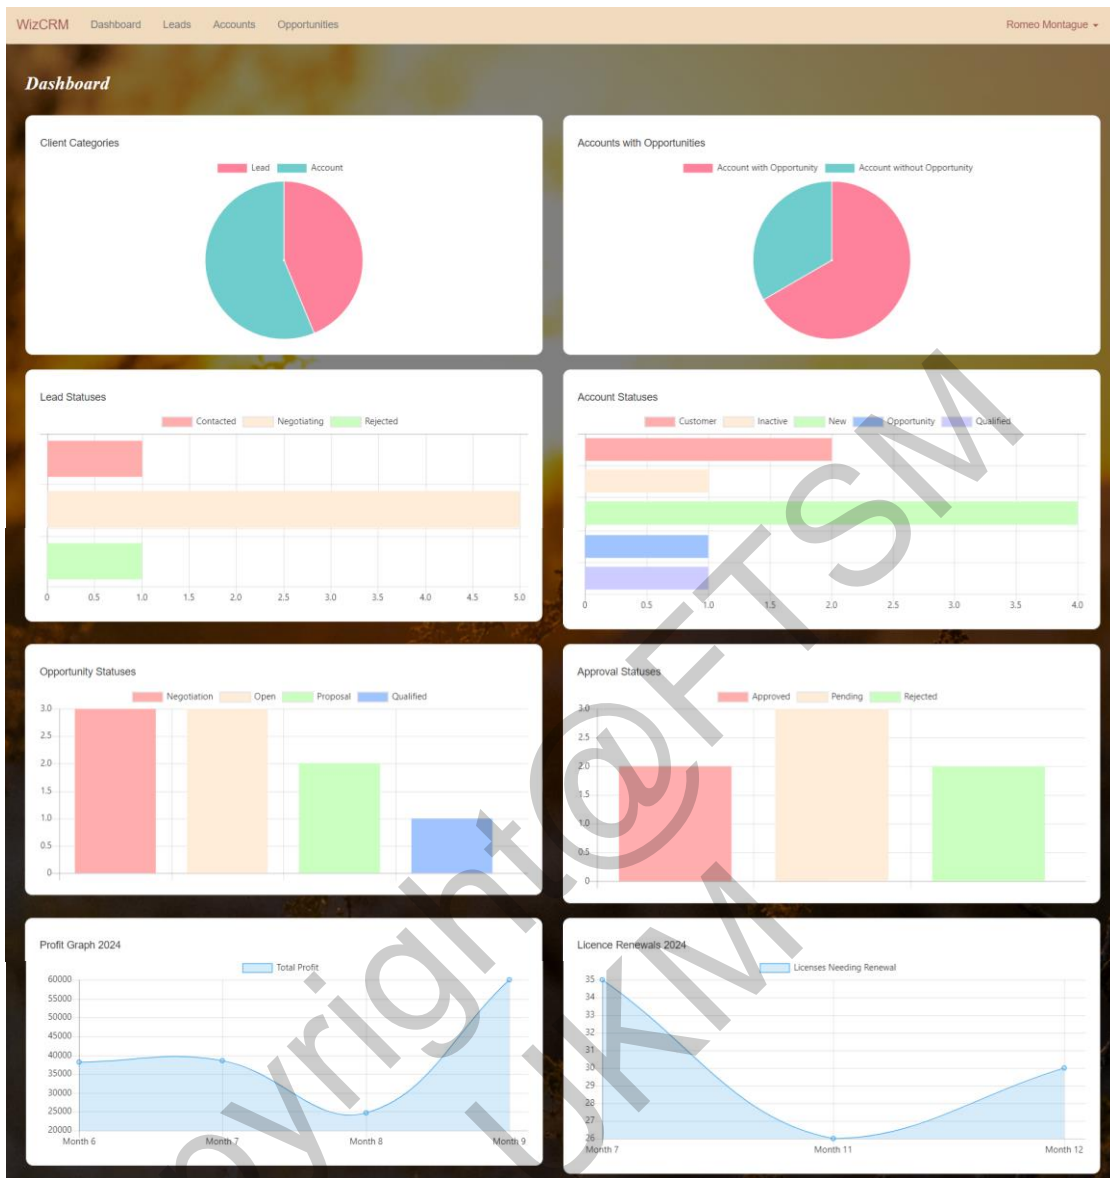 WizCRM Dashboard Leads Accounts Opportunities Romeo Montague
Dashboard
Client Categories
Lead Account
Accounts with Opportunities
Account with Opportunity Account without Opportunity
Lead Statuses
Contacted Negotiating Rejected
0 0.5 1.0 1.5 2.0 2.5 3.0 3.5 4.0 4.5 5.0
Account Statuses
Customer Inactive New Opportunity Qualified
0 0.5 1.0 1.5 2.0 2.5 3.0 3.5 4.0
Opportunity Statuses
Negotiation Open Proposal Qualified
3.0
2.5
2.0
1.5
1.0
0.5
0
Approval Statuses
Approved Pending Rejected
3.0
2.5
2.0
1.5
1.0
0.5
0
Profit Graph 2024
Total Profit
60000
55000
50000
45000
40000
35000
30000
25000
20000
Month 6 Month 7 Month 8 Month 9
Licence Renewals 2024
Licenses Needing Renewal
35
34
33
32
31
30
29
28
27
26
Month 7 Month 11 Month 12
pyright@FTSM
UKM